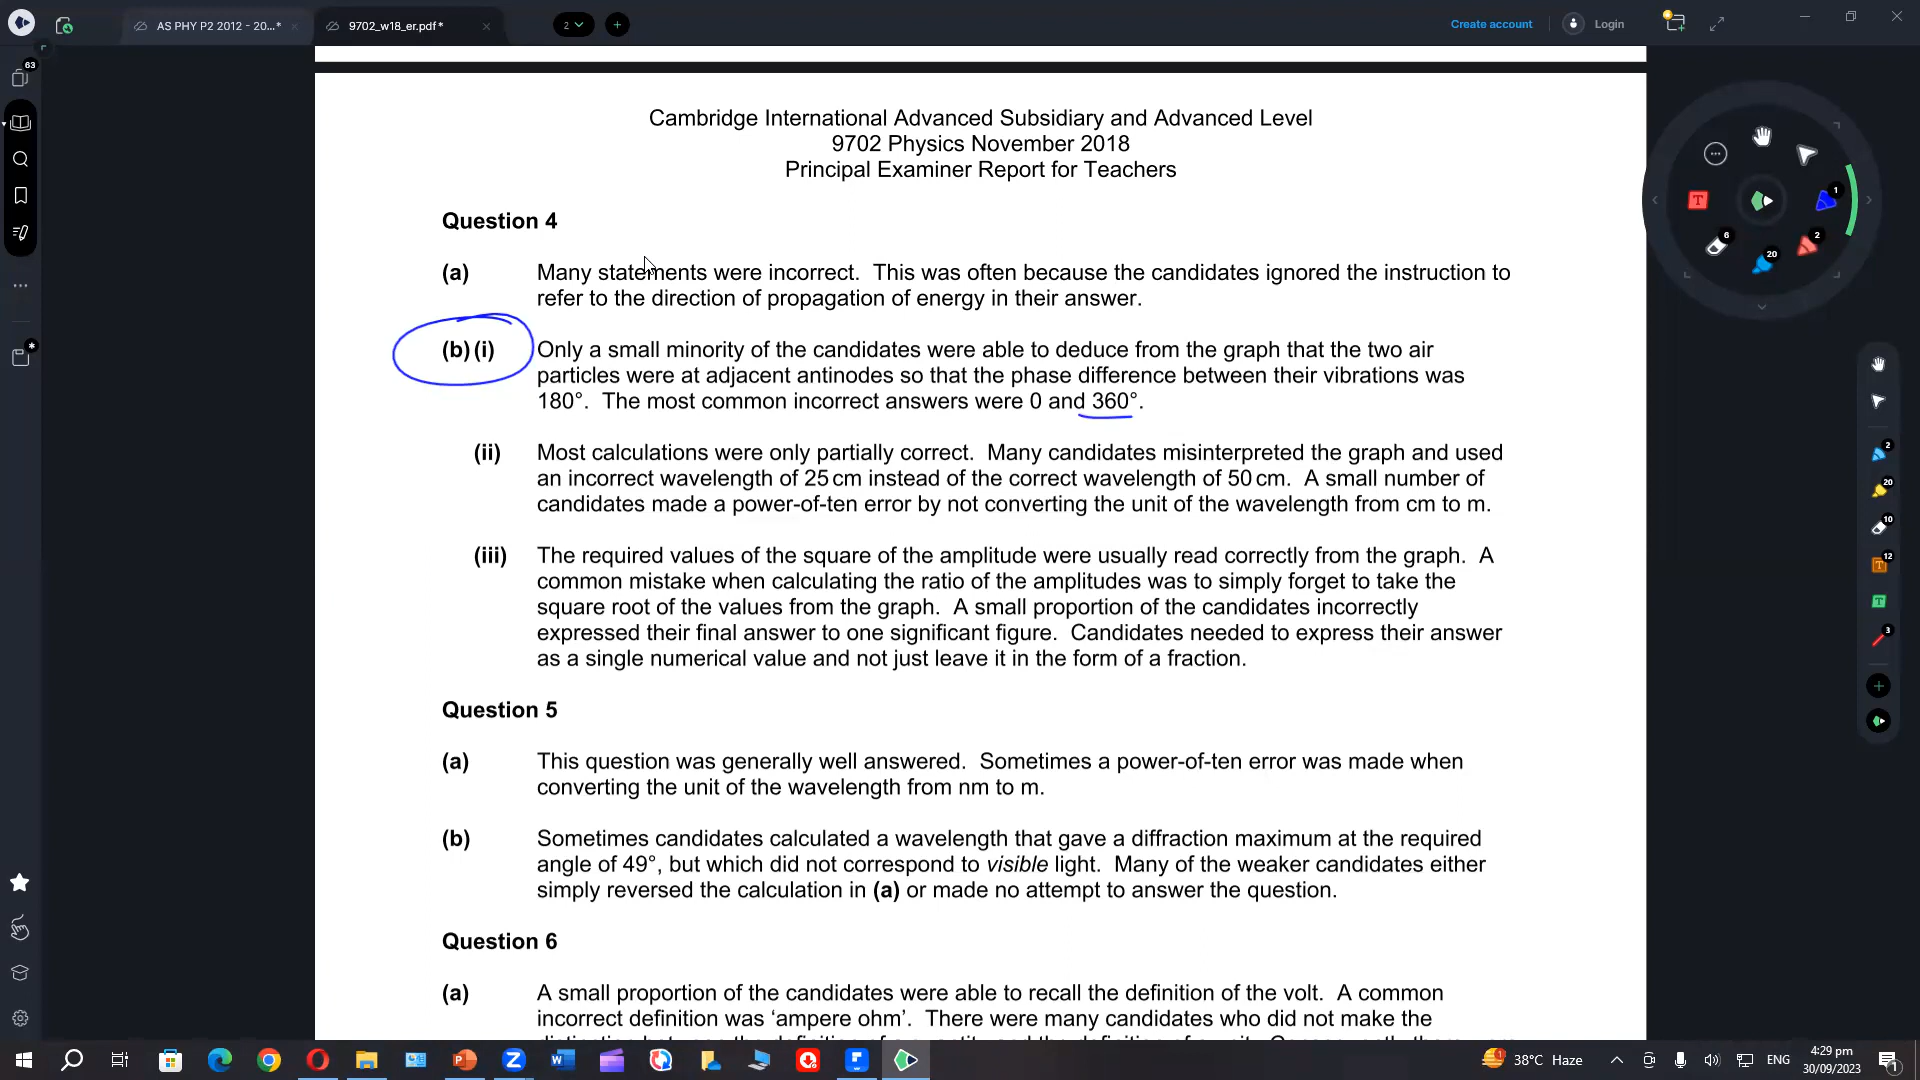 AS PHY P2 2012 - 20...*
9702_w18_er.pdf*
2
Create account
Login
63
Cambridge International Advanced Subsidiary and Advanced Level
9702 Physics November 2018
Principal Examiner Report for Teachers
Question 4
(a) Many statements were incorrect. This was often because the candidates ignored the instruction to
refer to the direction of propagation of energy in their answer.
(b) (i) Only a small minority of the candidates were able to deduce from the graph that the two air
particles were at adjacent antinodes so that the phase difference between their vibrations was
180°. The most common incorrect answers were 0 and 360°.
(ii) Most calculations were only partially correct. Many candidates misinterpreted the graph and used
an incorrect wavelength of 25 cm instead of the correct wavelength of 50 cm. A small number of
candidates made a power-of-ten error by not converting the unit of the wavelength from cm to m.
(iii) The required values of the square of the amplitude were usually read correctly from the graph. A
common mistake when calculating the ratio of the amplitudes was to simply forget to take the
square root of the values from the graph. A small proportion of the candidates incorrectly
expressed their final answer to one significant figure. Candidates needed to express their answer
as a single numerical value and not just leave it in the form of a fraction.
Question 5
(a) This question was generally well answered. Sometimes a power-of-ten error was made when
converting the unit of the wavelength from nm to m.
(b) Sometimes candidates calculated a wavelength that gave a diffraction maximum at the required
angle of 49°, but which did not correspond to visible light. Many of the weaker candidates either
simply reversed the calculation in (a) or made no attempt to answer the question.
Question 6
(a) A small proportion of the candidates were able to recall the definition of the volt. A common
incorrect definition was ‘ampere ohm’. There were many candidates who did not make the
T
1
6
2
20
2
20
10
12
T
T
3
38°C Haze
ENG
4:29 pm
30/09/2023
1